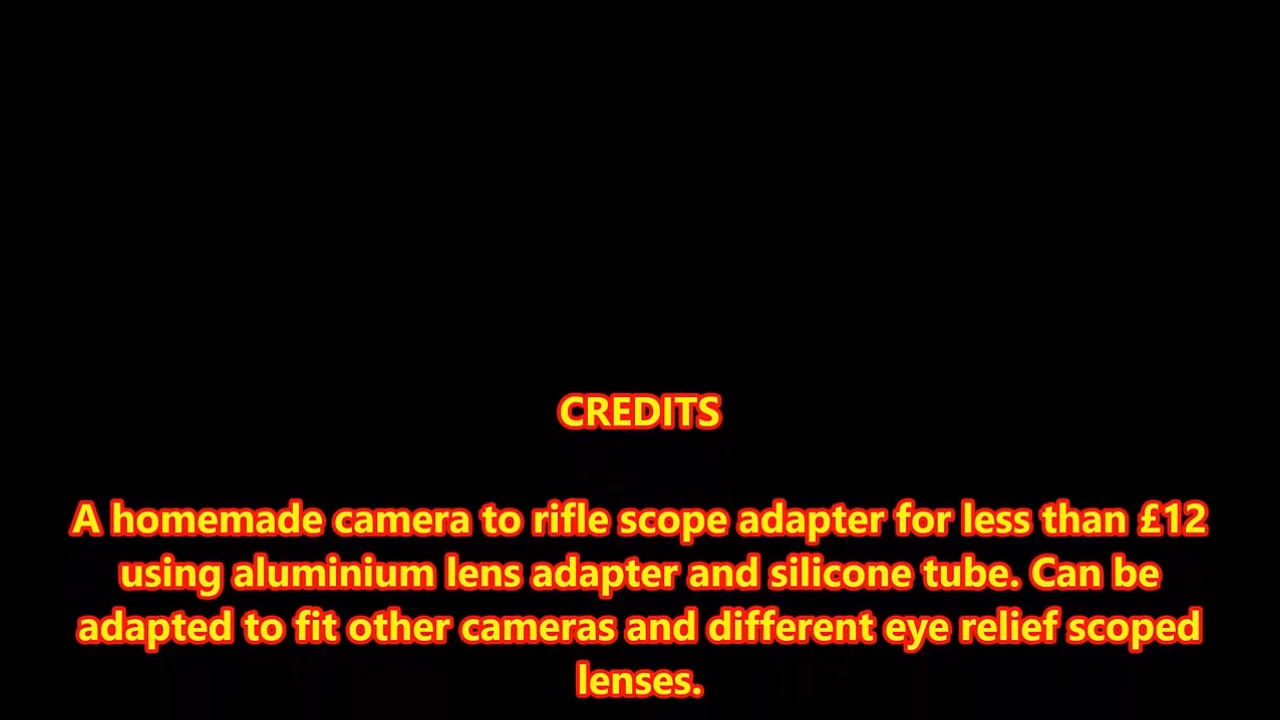 CREDITS
A homemade camera to rifle scope adapter for less than £12
using aluminium lens adapter and silicone tube. Can be
adapted to fit other cameras and different eye relief scoped
lenses.